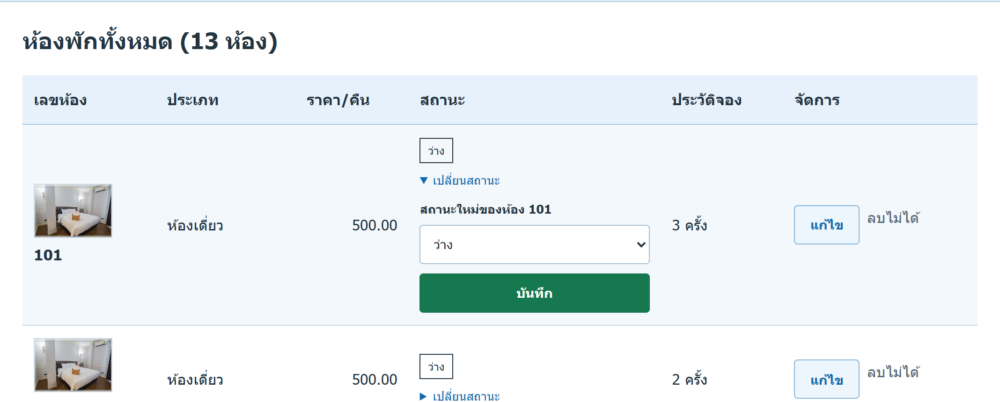 ห้องพักทั้งหมด (13 ห้อง)
เลขห้อง ประเภท ราคา/คืน สถานะ ประวัติจอง จัดการ
ว่าง
▼ เปลี่ยนสถานะ
สถานะใหม่ของห้อง 101
ห้องเดี่ยว 500.00 ว่าง 3 ครั้ง แก้ไข ลบไม่ได้
101
บันทึก
ว่าง
ห้องเดี่ยว 500.00 2 ครั้ง แก้ไข ลบไม่ได้
▶ เปลี่ยนสถานะ